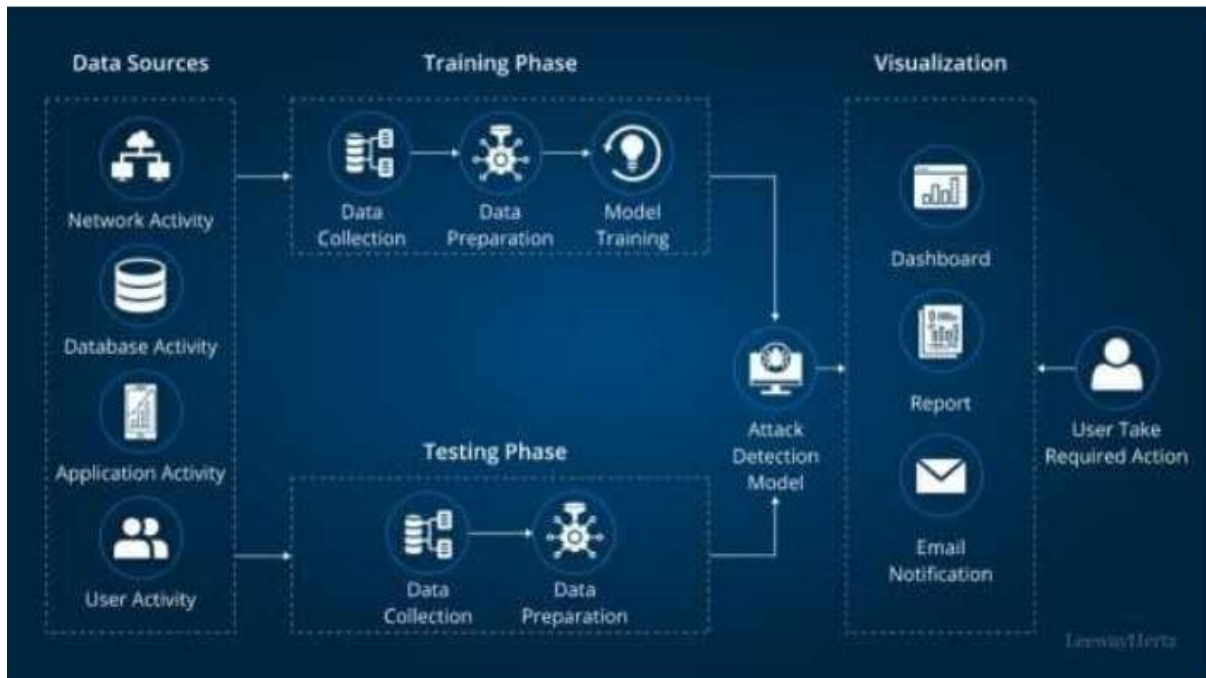 Data Sources
Training Phase
Visualization
Network Activity
Database Activity
Application Activity
User Activity
Data
Collection
Data
Preparation
Model
Training
Testing Phase
Data
Collection
Data
Preparation
Attack
Detection
Model
Dashboard
Report
Email
Notification
User Take
Required Action
LeewayHertz